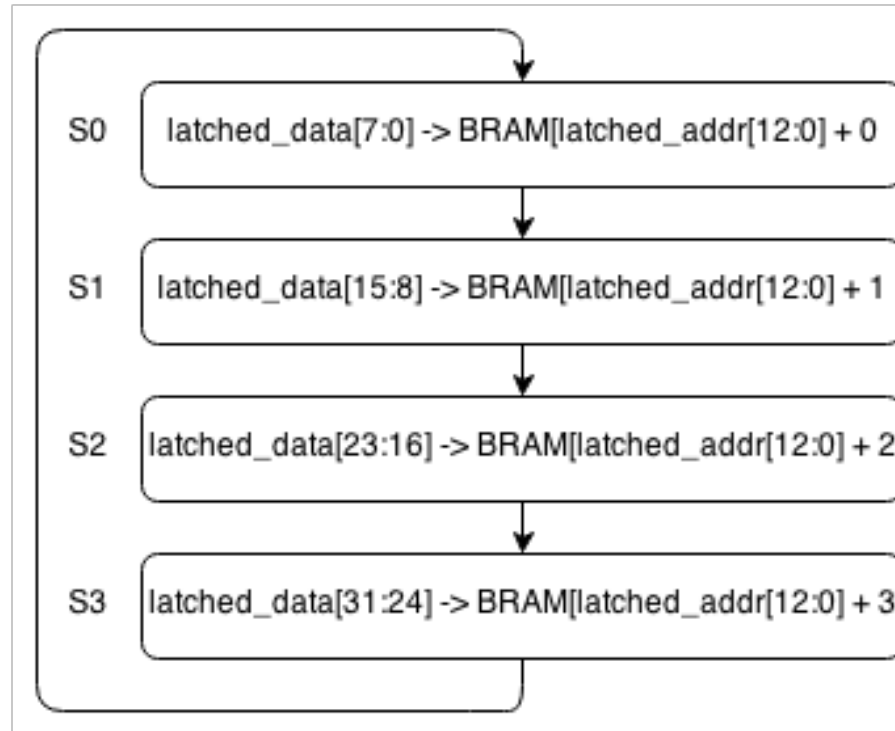 S0 latched_data[7:0] -> BRAM[latched_addr[12:0] + 0
S1 latched_data[15:8] -> BRAM[latched_addr[12:0] + 1
S2 latched_data[23:16] -> BRAM[latched_addr[12:0] + 2
S3 latched_data[31:24] -> BRAM[latched_addr[12:0] + 3